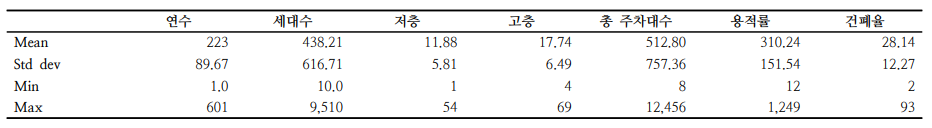 연수 세대수 저층 고층 총 주차대수 용적률 건폐율
Mean 223 438.21 11.88 17.74 512.80 310.24 28.14
Std dev 89.67 616.71 5.81 6.49 757.36 151.54 12.27
Min 1.0 10.0 1 4 8 12 2
Max 601 9,510 54 69 12,456 1,249 93